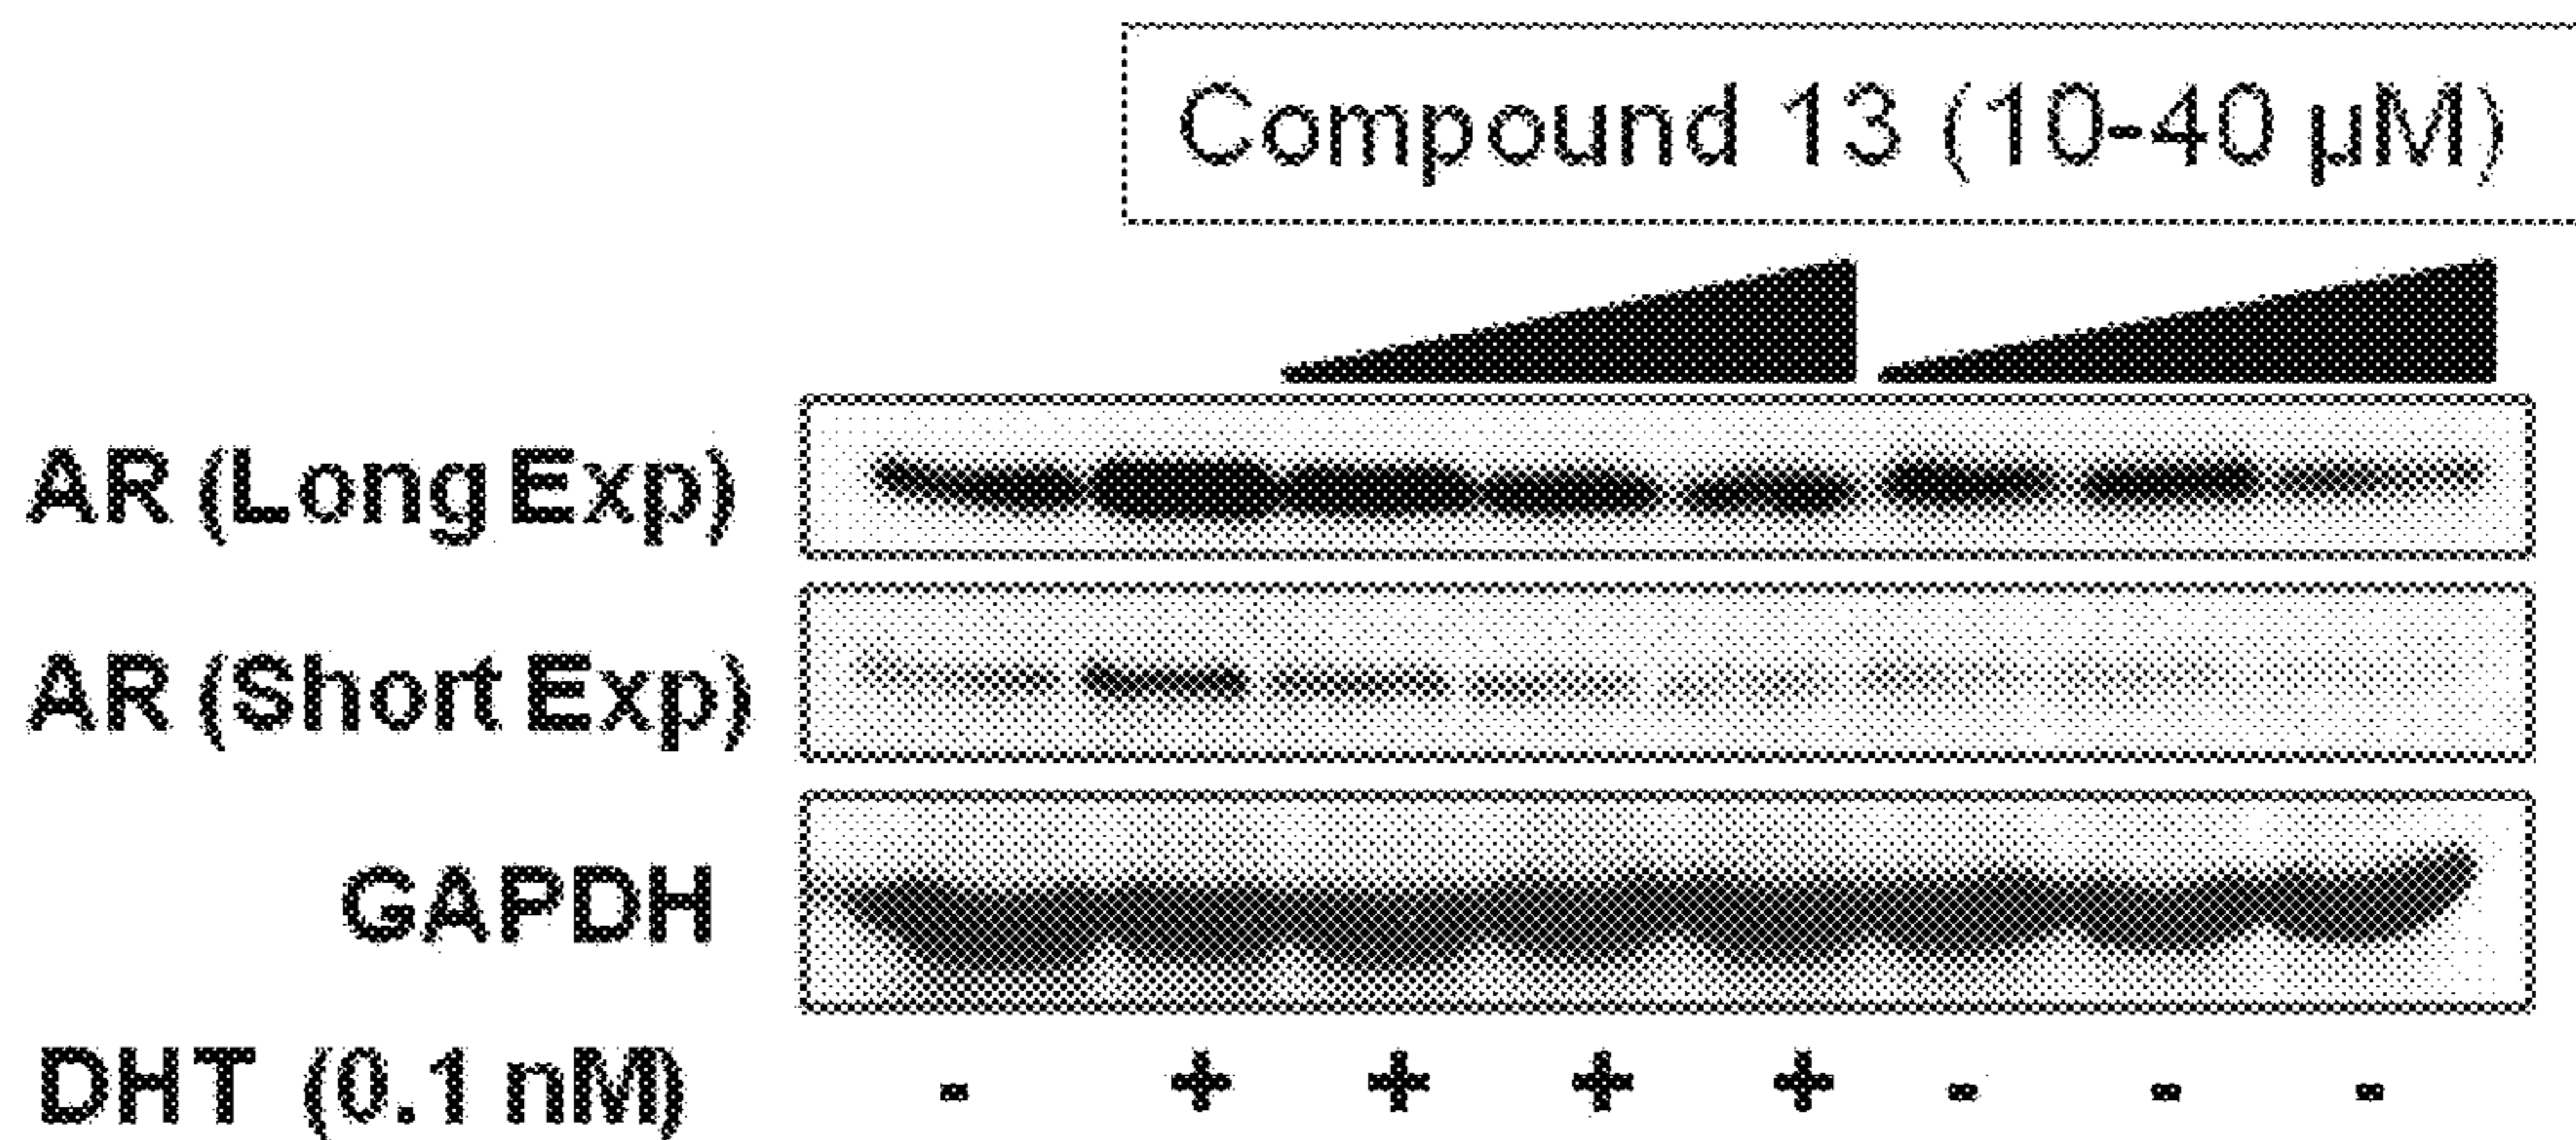 Compound 13 (10-40 µM)
AR (Long Exp)
AR (Short Exp)
GAPDH
DHT (0.1 nM) - + + + + - - -